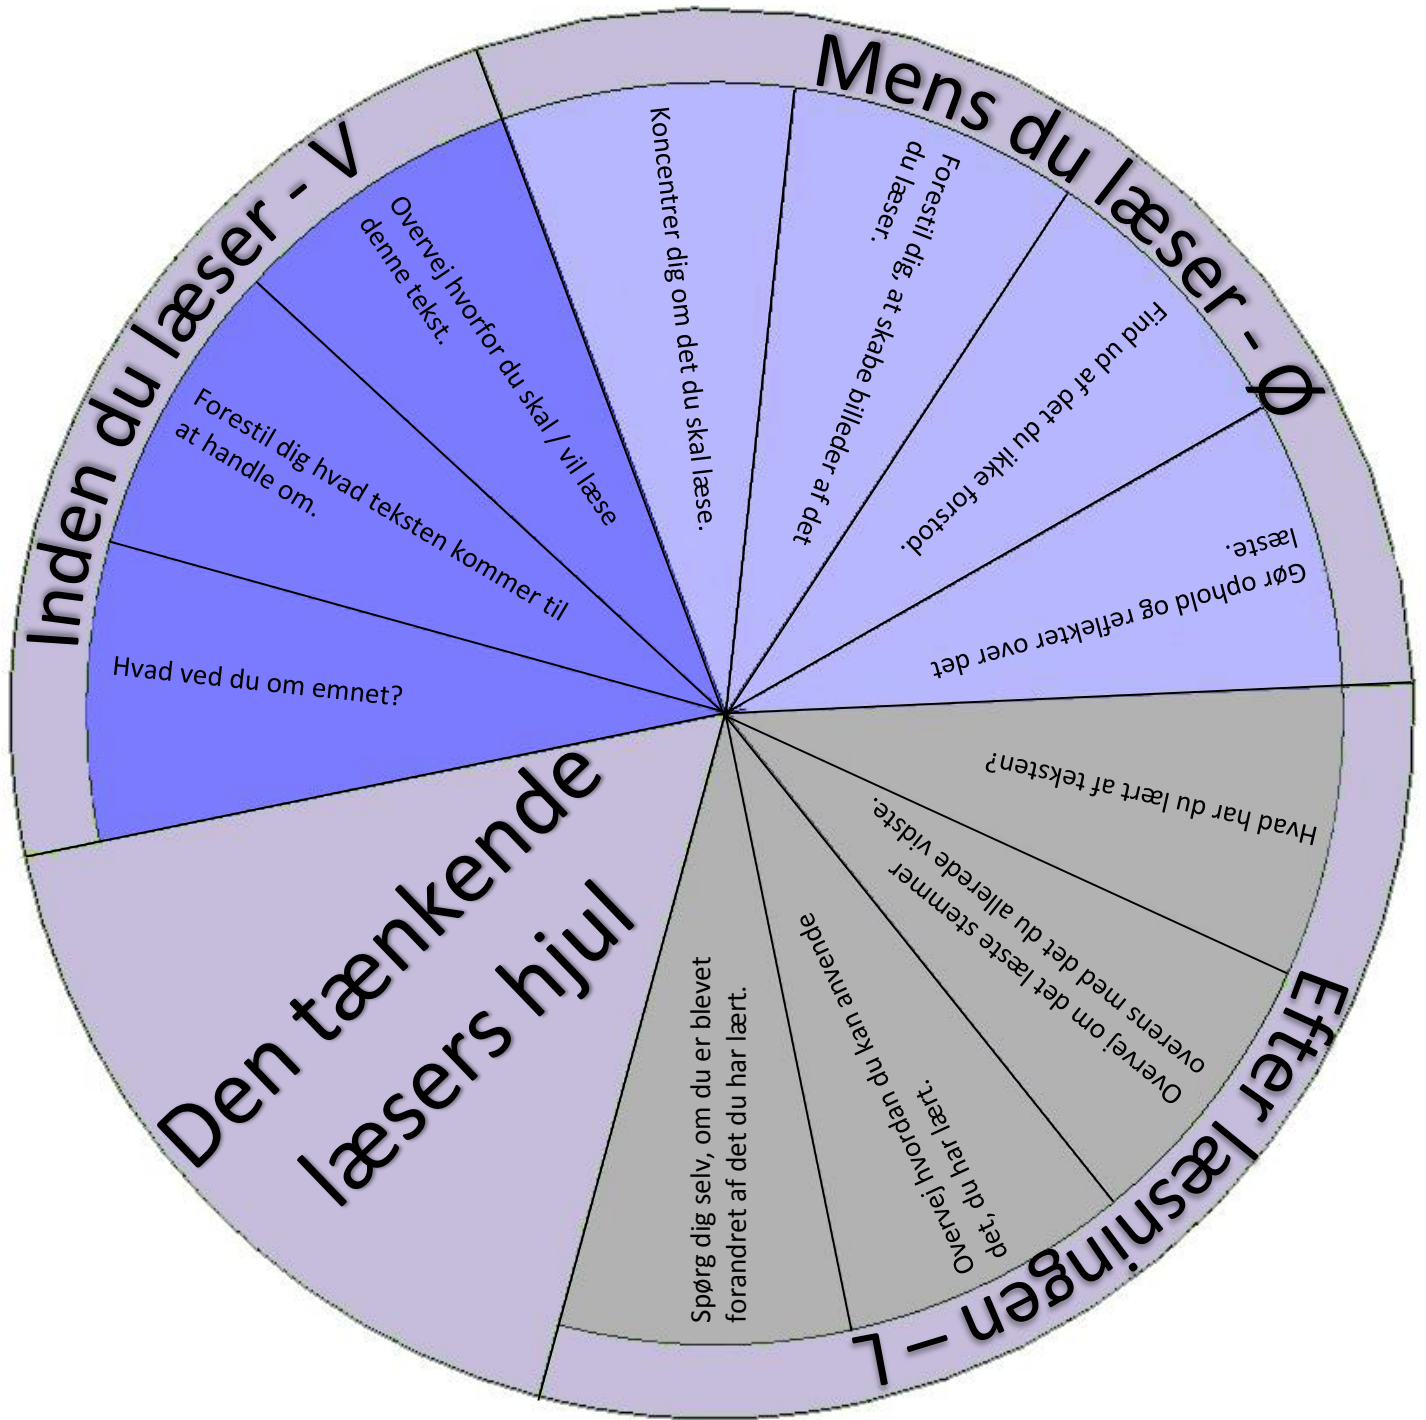 Den tænkende
læsers hjul
Inden du læser - V
Hvad ved du om emnet?
Forestil dig hvad teksten kommer til
at handle om.
Overvej hvorfor du skal / vil læse
denne tekst.
Mens du læser - Ø
Koncentrer dig om det du skal læse.
Forestil dig, at skabe billeder af det
du læser.
Find ud af det du ikke forstod.
Gør ophold og reflekter over det
læste.
Efter læsningen – L
Hvad har du lært af teksten?
Overvej om det læste stemmer
overens med det du allerede vidste.
Overvej hvordan du kan anvende
det, du har lært.
Spørg dig selv, om du er blevet
forandret af det du har lært.